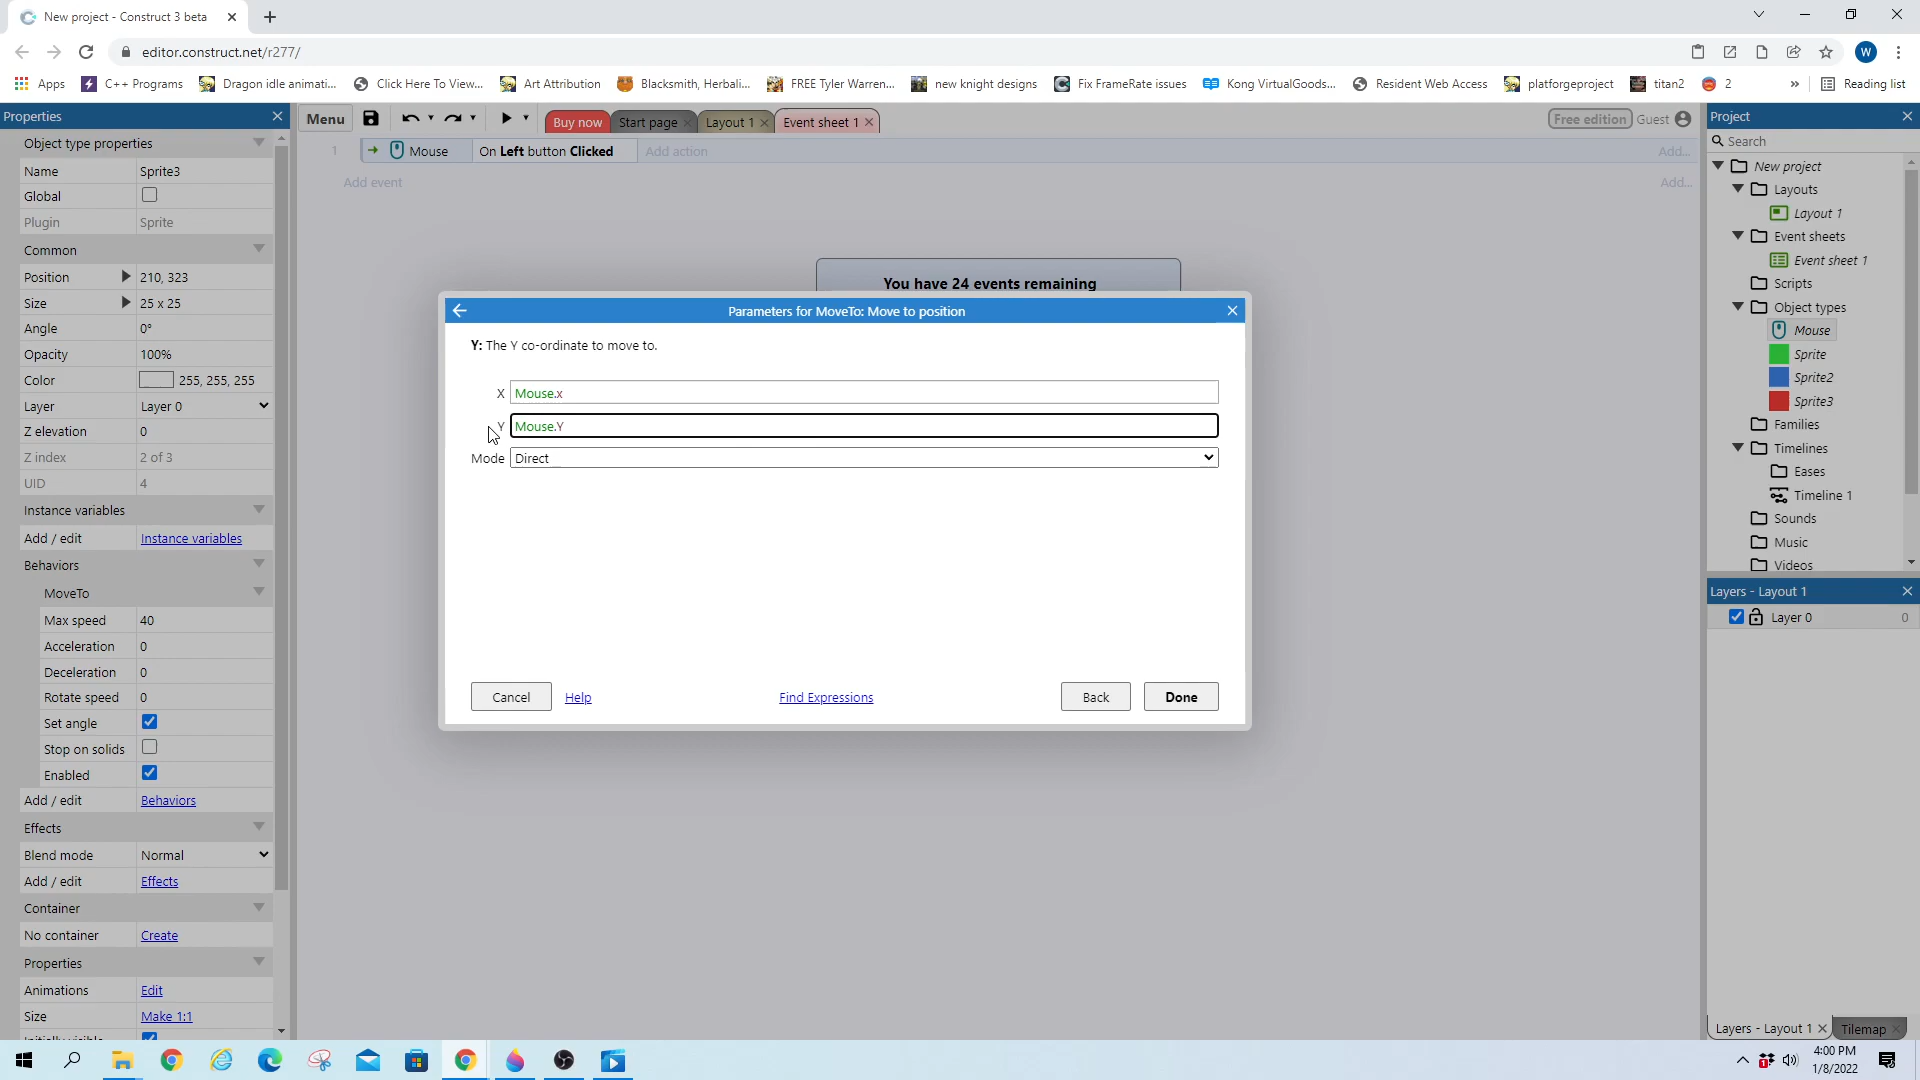 New project - Construct 3 beta
editor.construct.net/r277/
W
Apps C++ Programs Dragon idle animati... Click Here To View... Art Attribution Blacksmith, Herbali... FREE Tyler Warren... new knight designs Fix FrameRate issues Kong VirtualGoods... Resident Web Access platforgeproject titan2 2 » Reading list
Properties
Object type properties
Name Sprite3
Global
Plugin Sprite
Common
Position 210, 323
Size 25 x 25
Angle 0°
Opacity 100%
Color 255, 255, 255
Layer Layer 0
Z elevation 0
Z index 2 of 3
UID 4
Instance variables
Add / edit Instance variables
Behaviors
MoveTo
Max speed 40
Acceleration 0
Deceleration 0
Rotate speed 0
Set angle
Stop on solids
Enabled
Add / edit Behaviors
Effects
Blend mode Normal
Add / edit Effects
Container
No container Create
Properties
Animations Edit
Size Make 1:1
Initially visible
Menu Buy now Start page Layout 1 Event sheet 1 Free edition Guest
1 Mouse On Left button Clicked Add action Add...
Add event Add...
You have 24 events remaining
Parameters for MoveTo: Move to position
Y: The Y co-ordinate to move to.
X Mouse.x
Y Mouse.Y
Mode Direct
Cancel Help Find Expressions Back Done
Project
Search
New project
Layouts
Layout 1
Event sheets
Event sheet 1
Scripts
Object types
Mouse
Sprite
Sprite2
Sprite3
Families
Timelines
Eases
Timeline 1
Sounds
Music
Videos
Layers - Layout 1
Layer 0 0
Layers - Layout 1 Tilemap
4:00 PM
1/8/2022